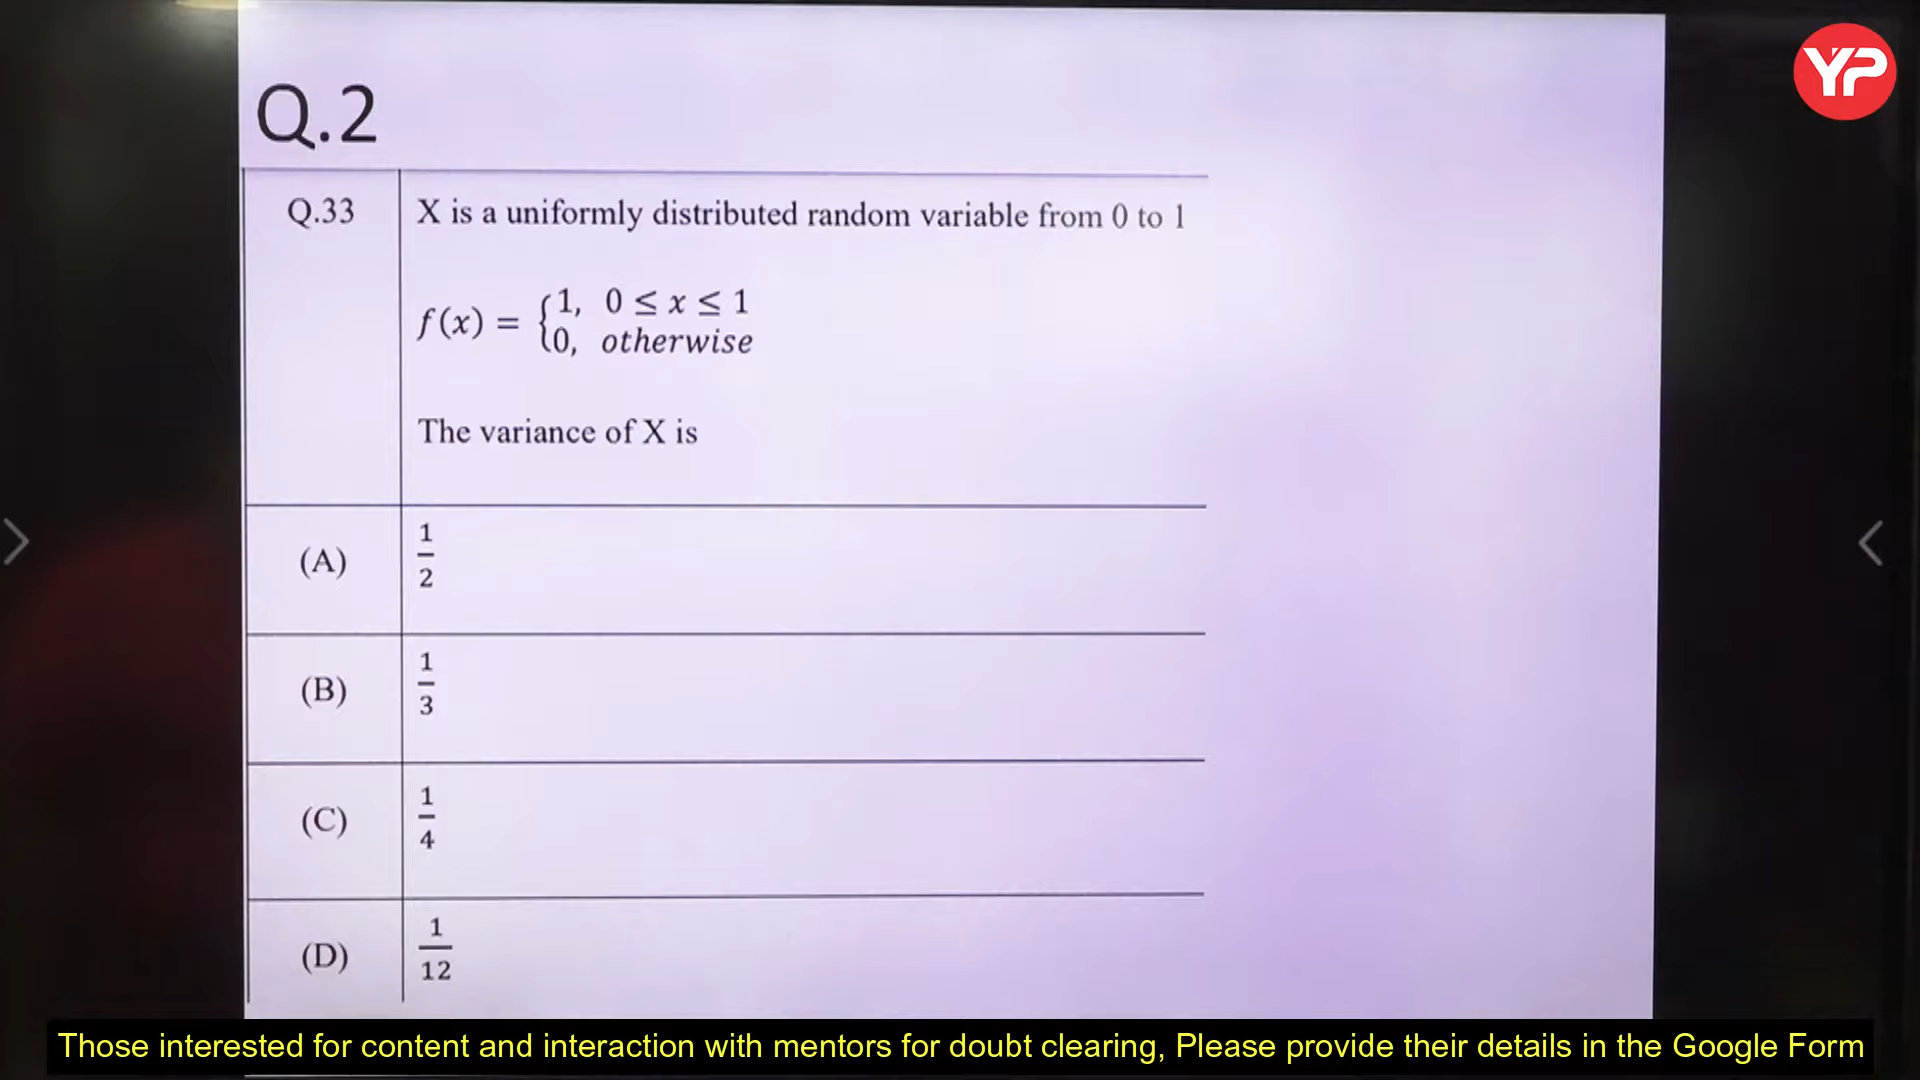 YP
Q.2
Q.33 X is a uniformly distributed random variable from 0 to 1
f(x) = {1, 0 ≤ x ≤ 1
0, otherwise
The variance of X is
(A) 1/2
(B) 1/3
(C) 1/4
(D) 1/12
Those interested for content and interaction with mentors for doubt clearing, Please provide their details in the Google Form